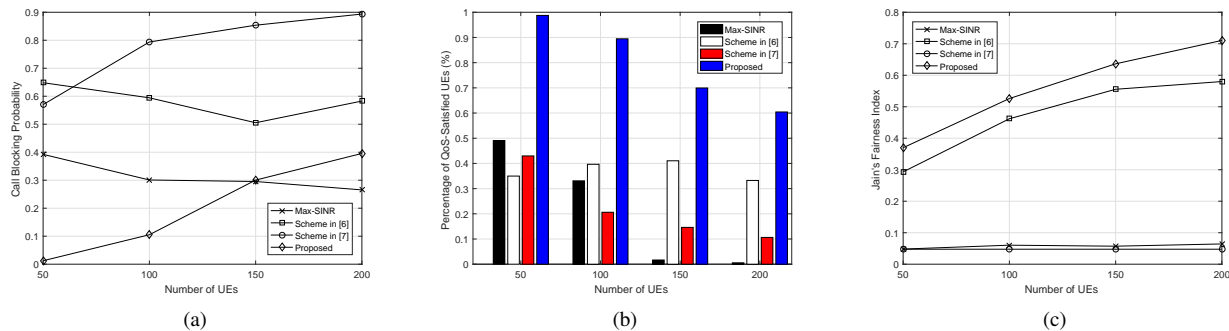 0.9
0.8
0.7
0.6
0.5
0.4
0.3
0.2
0.1
0
Call Blocking Probability
50
100
150
200
Number of UEs
Max-SINR
Scheme in [6]
Scheme in [7]
Proposed
(a)
1
0.9
0.8
0.7
0.6
0.5
0.4
0.3
0.2
0.1
0
Percentage of QoS-Satisfied UEs (%)
50
100
150
200
Number of UEs
Max-SINR
Scheme in [6]
Scheme in [7]
Proposed
(b)
0.8
0.7
0.6
0.5
0.4
0.3
0.2
0.1
0
Jain's Fairness Index
50
100
150
200
Number of UEs
Max-SINR
Scheme in [6]
Scheme in [7]
Proposed
(c)